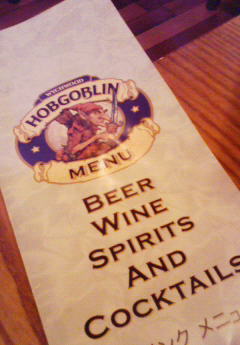 WYCHWOOD
HOBGOBLIN
MENU
BEER
WINE
SPIRITS
AND
COCKTAILS
ンク メニュ